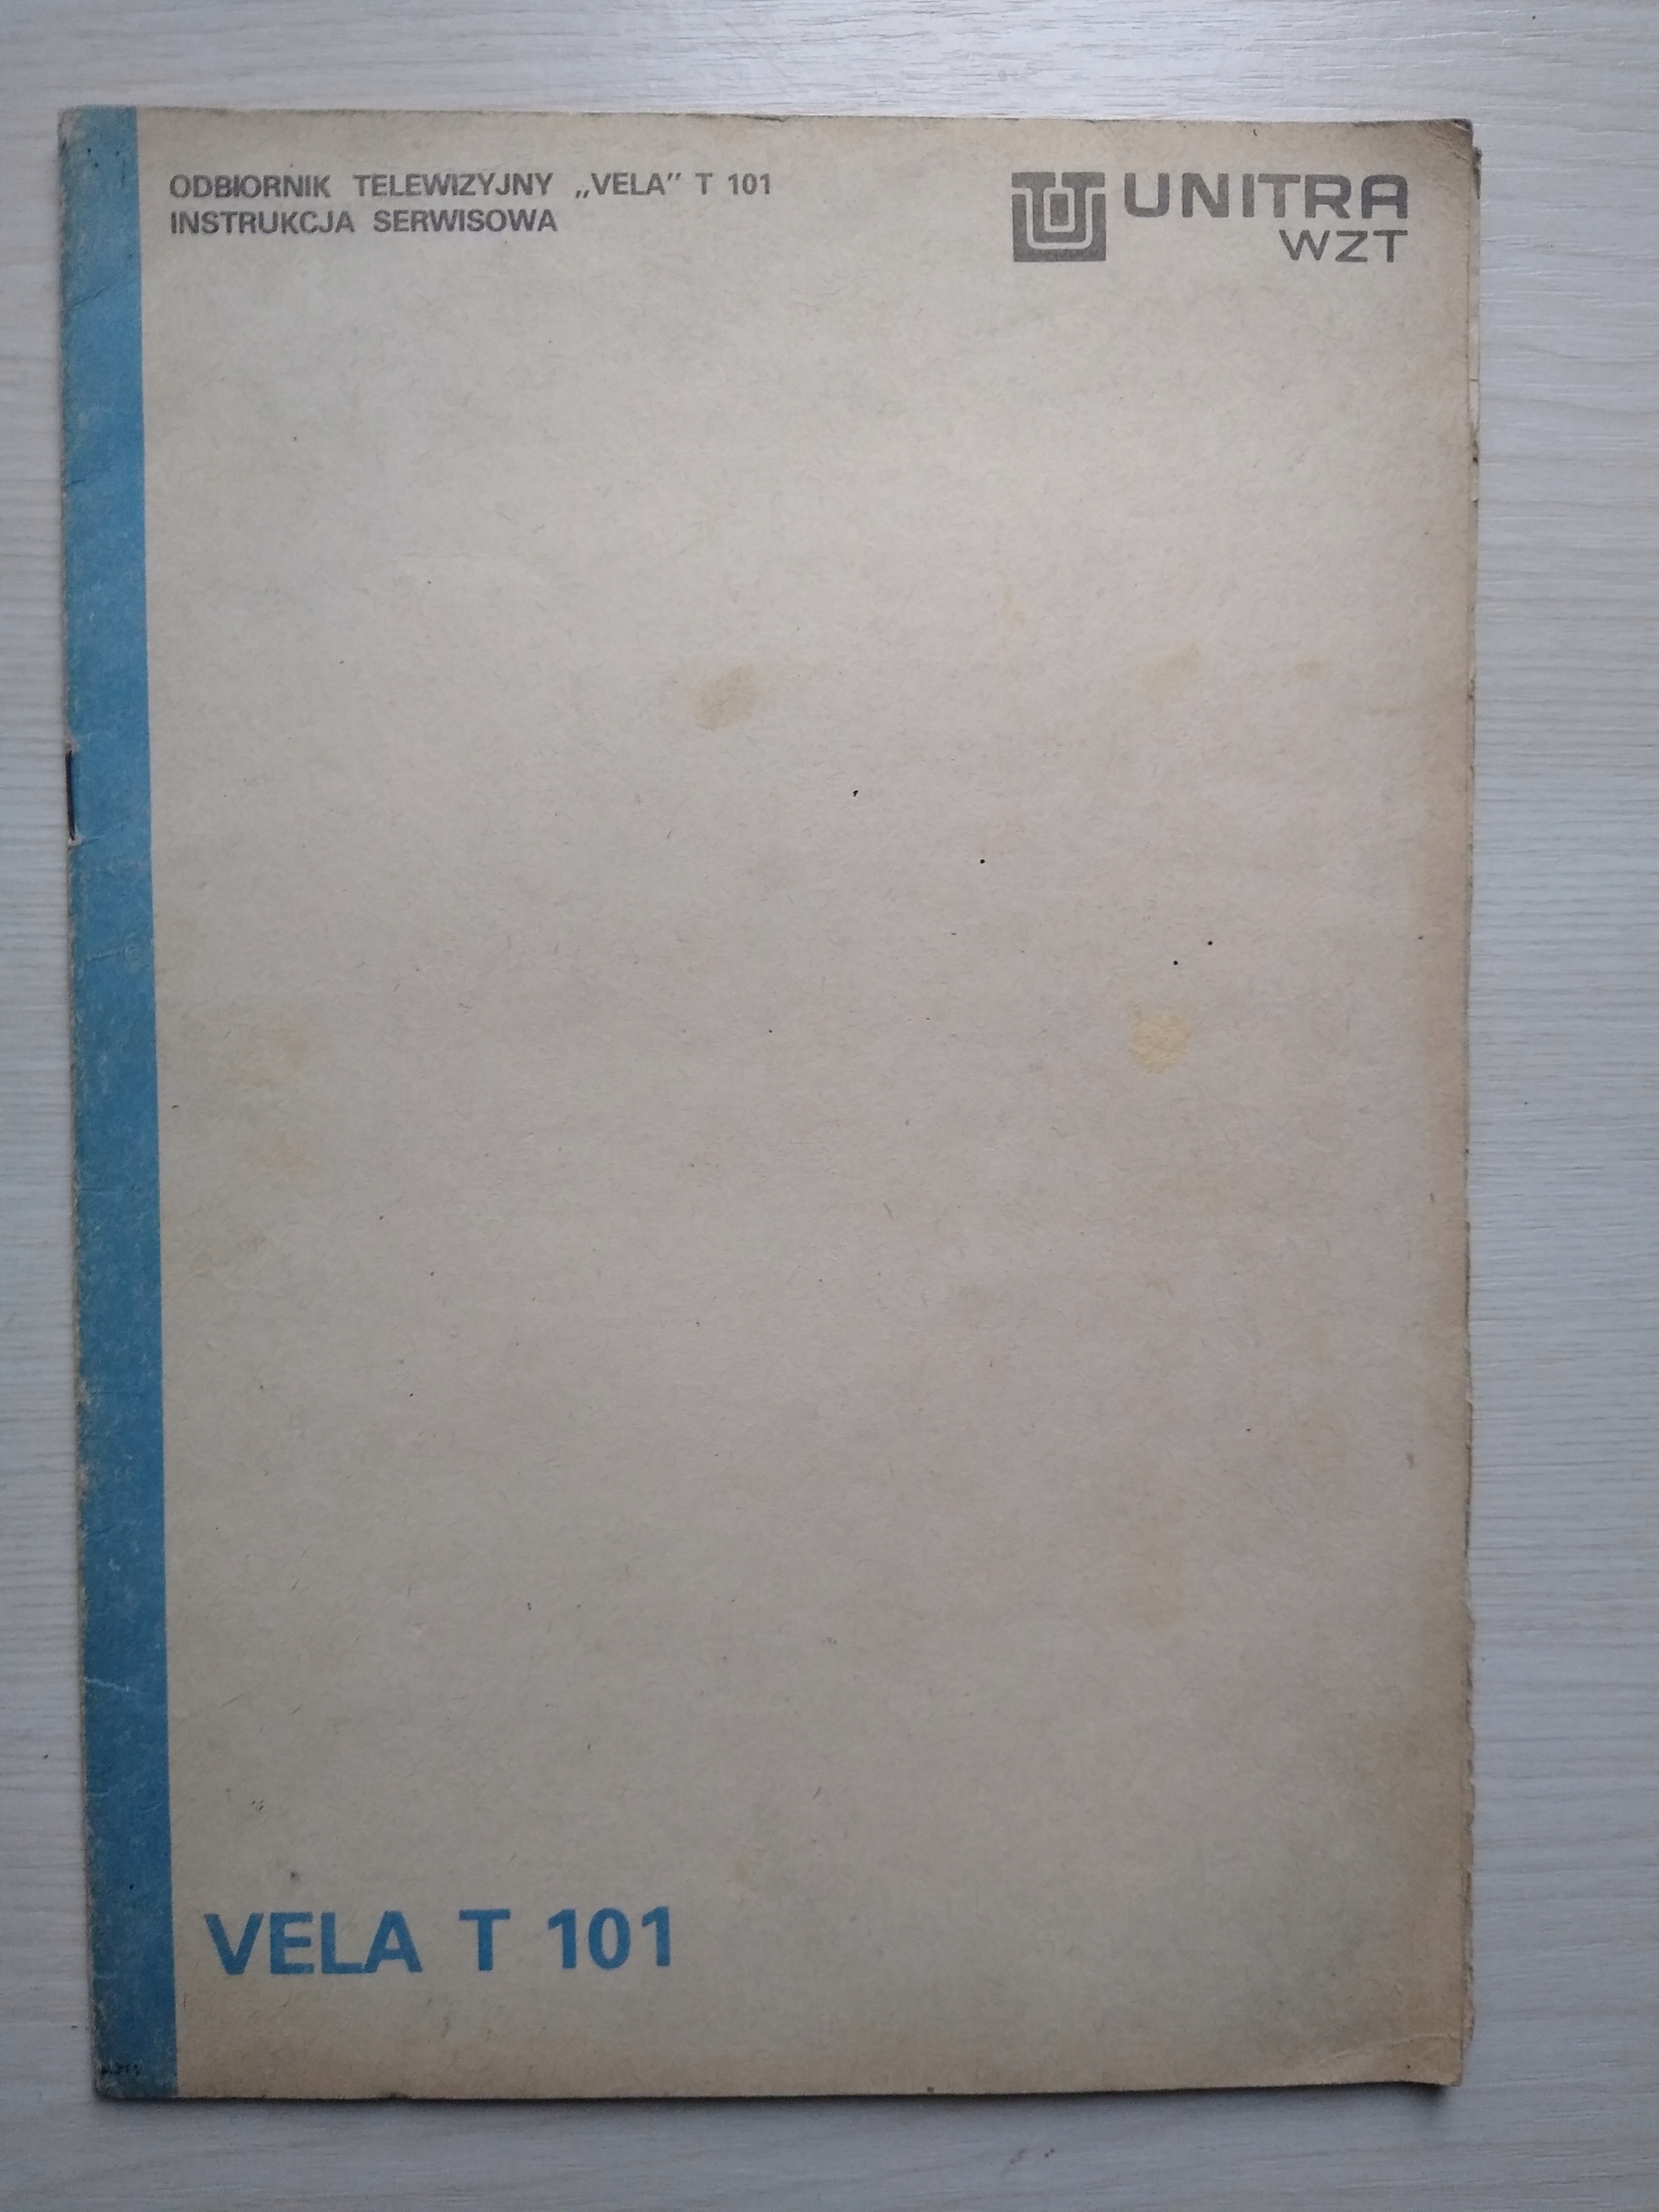 ODBIORNIK TELEWIZYJNY „VELA” T 101
INSTRUKCJA SERWISOWA
UNITRA
WZT
VELA T 101